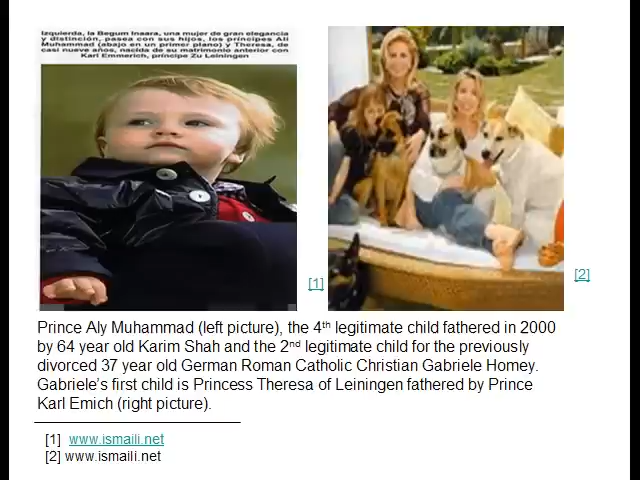 Izquierda, la Begum Inaara, una mujer de gran elegancia
y distinción, pasea con sus hijos, los príncipes Ali
Muhammad (abajo en un primer plano) y Theresa, de
casi nueve años, nacida de su matrimonio anterior con
Karl Emmerich, príncipe Zu Leiningen
[1]
[2]
Prince Aly Muhammad (left picture), the 4th legitimate child fathered in 2000
by 64 year old Karim Shah and the 2nd legitimate child for the previously
divorced 37 year old German Roman Catholic Christian Gabriele Homey.
Gabriele's first child is Princess Theresa of Leiningen fathered by Prince
Karl Emich (right picture).
[1] www.ismaili.net
[2] www.ismaili.net